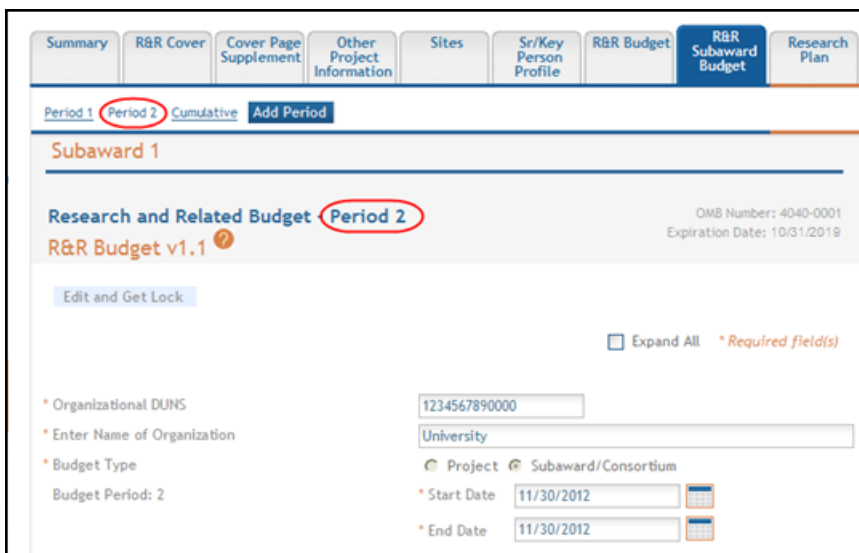 Summary
R&R Cover
Cover Page
Supplement
Other
Project
Information
Sites
Sr/Key
Person
Profile
R&R Budget
R&R
Subaward
Budget
Research
Plan
Period 1 Period 2 Cumulative Add Period
Subaward 1
Research and Related Budget - Period 2
OMB Number: 4040-0001
R&R Budget v1.1 ?
Expiration Date: 10/31/2019
Edit and Get Lock
Expand All * Required field(s)
* Organizational DUNS 1234567890000
* Enter Name of Organization University
* Budget Type Project Subaward/Consortium
Budget Period: 2 * Start Date 11/30/2012
* End Date 11/30/2012